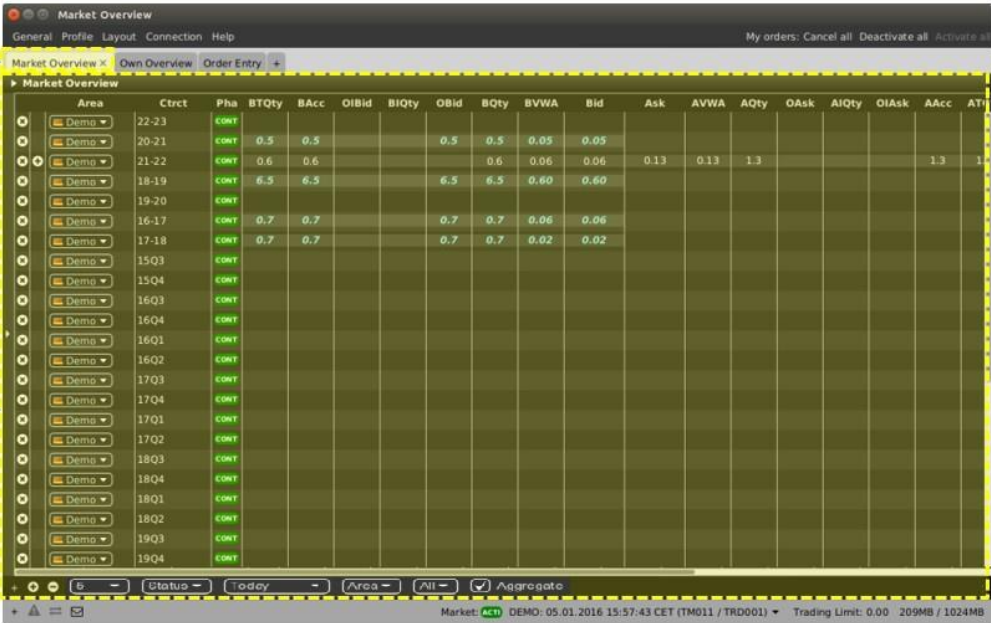 Market Overview
General Profile Layout Connection Help My orders: Cancel all Deactivate all Activate all
Market Overview × Own Overview Order Entry +
Market Overview
Area Ctrct Pha BTQty BAcc OIBid BIQty OBid BQty BVWA Bid Ask AVWA AQty OAsk AIQty OIAsk AAcc
Demo 22-23 CONT
Demo 20-21 CONT 0.5 0.5 0.5 0.5 0.05 0.05
Demo 21-22 CONT 0.6 0.6 0.6 0.06 0.06 0.13 0.13 1.3 1.3
Demo 18-19 CONT 6.5 6.5 6.5 6.5 0.60 0.60
Demo 19-20 CONT
Demo 16-17 CONT 0.7 0.7 0.7 0.7 0.06 0.06
Demo 17-18 CONT 0.7 0.7 0.7 0.7 0.02 0.02
Demo 15Q3 CONT
Demo 15Q4 CONT
Demo 16Q3 CONT
Demo 16Q4 CONT
Demo 16Q1 CONT
Demo 16Q2 CONT
Demo 17Q3 CONT
Demo 17Q4 CONT
Demo 17Q1 CONT
Demo 17Q2 CONT
Demo 18Q3 CONT
Demo 18Q4 CONT
Demo 18Q1 CONT
Demo 18Q2 CONT
Demo 19Q3 CONT
Demo 19Q4 CONT
Status Today Area All Aggregate
Market: ACTI DEMO: 05.01.2016 15:57:43 CET (TM011 / TRD001) Trading Limit: 0.00 209MB / 1024MB